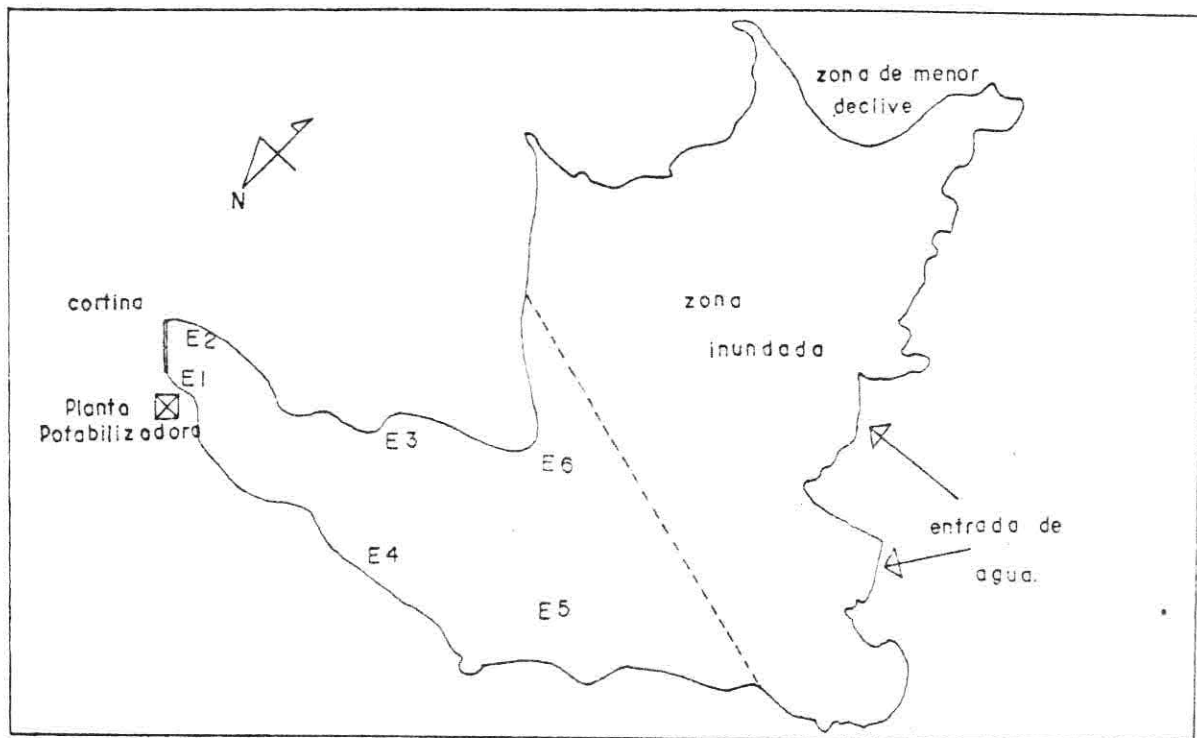 zona de menor
declive
N
cortina
zona
inundada
E2
E1
Planta
Potabilizadora
E3
E6
entrada de
agua.
E4
E5